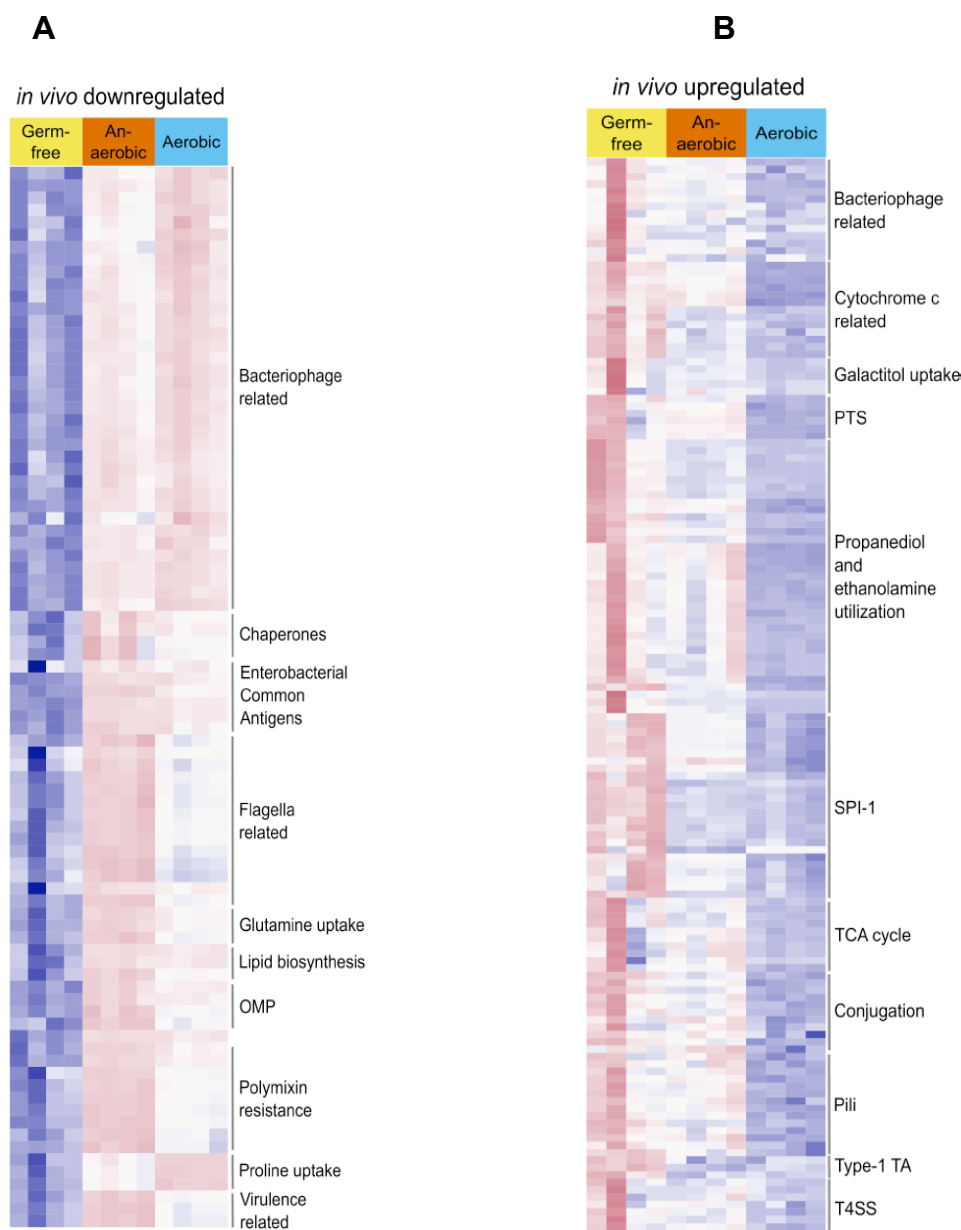 A
in vivo downregulated
Germ-
free
An-
aerobic
Aerobic
Bacteriophage
related
Chaperones
Enterobacterial
Common
Antigens
Flagella
related
Glutamine uptake
Lipid biosynthesis
OMP
Polymixin
resistance
Proline uptake
Virulence
related
B
in vivo upregulated
Germ-
free
An-
aerobic
Aerobic
Bacteriophage
related
Cytochrome c
related
Galactitol uptake
PTS
Propanediol
and
ethanolamine
utilization
SPI-1
TCA cycle
Conjugation
Pili
Type-1 TA
T4SS